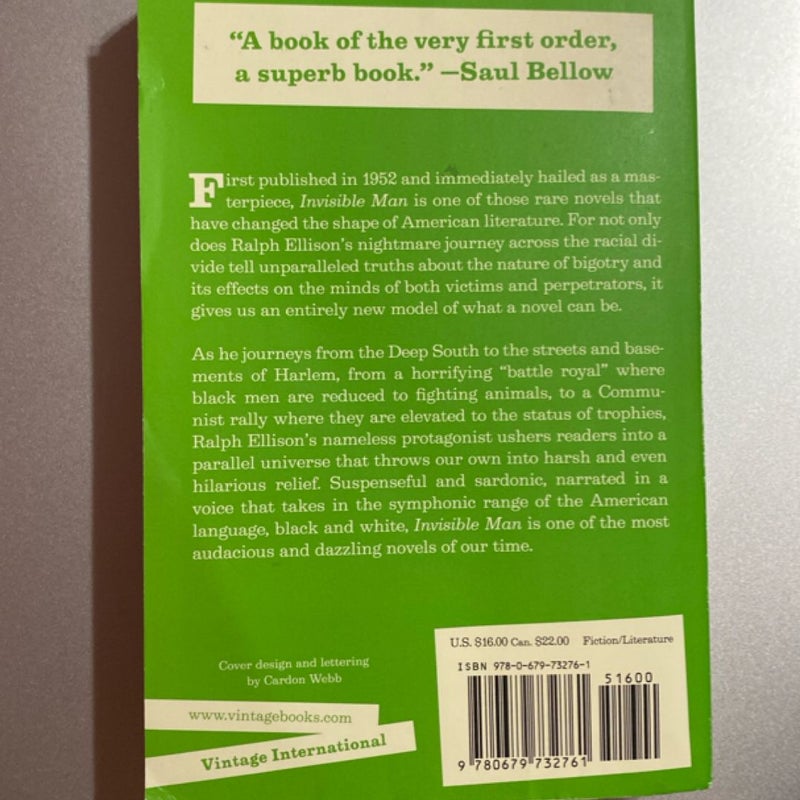 “A book of the very first order,
a superb book.” —Saul Bellow
First published in 1952 and immediately hailed as a mas-
terpiece, Invisible Man is one of those rare novels that
have changed the shape of American literature. For not only
does Ralph Ellison’s nightmare journey across the racial di-
vide tell unparalleled truths about the nature of bigotry and
its effects on the minds of both victims and perpetrators, it
gives us an entirely new model of what a novel can be.
As he journeys from the Deep South to the streets and base-
ments of Harlem, from a horrifying “battle royal” where
black men are reduced to fighting animals, to a Commu-
nist rally where they are elevated to the status of trophies,
Ralph Ellison’s nameless protagonist ushers readers into a
parallel universe that throws our own into harsh and even
hilarious relief. Suspenseful and sardonic, narrated in a
voice that takes in the symphonic range of the American
language, black and white, Invisible Man is one of the most
audacious and dazzling novels of our time.
Cover design and lettering
by Cardon Webb
www.vintagebooks.com
Vintage International
U.S. $16.00 Can. $22.00 Fiction/Literature
ISBN 978-0-679-73276-1
51600
9 780679 732761